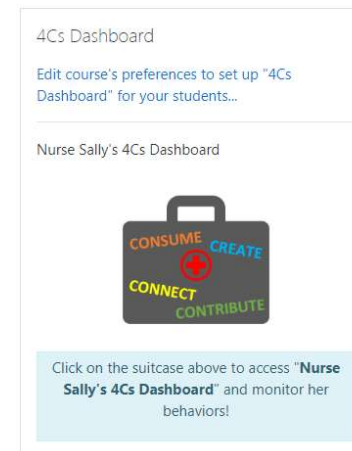 4Cs Dashboard
Edit course's preferences to set up "4Cs
Dashboard" for your students...
Nurse Sally's 4Cs Dashboard
CONSUME
CREATE
CONNECT
CONTRIBUTE
Click on the suitcase above to access "Nurse
Sally's 4Cs Dashboard" and monitor her
behaviors!